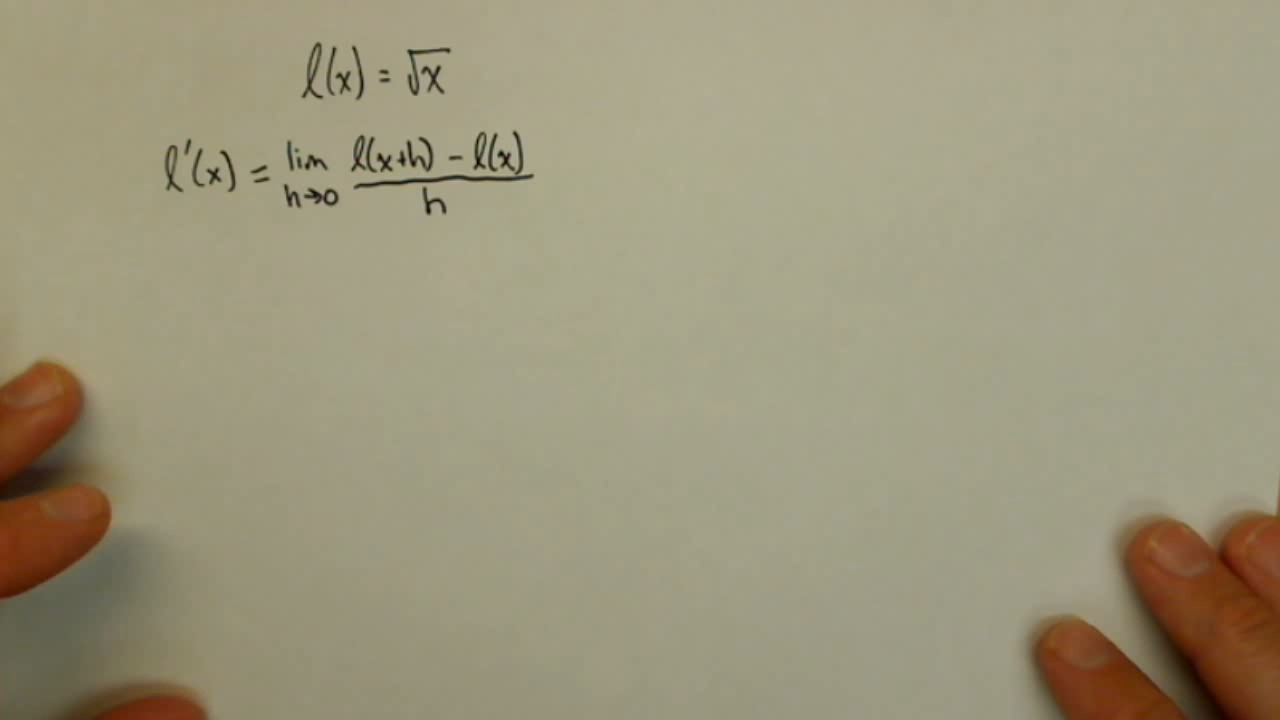 l(x) = √x
l'(x) = lim h→0 l(x+h) - l(x) / h